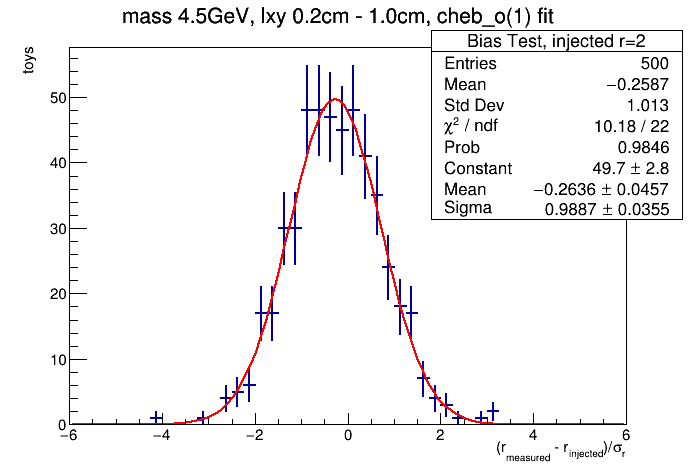 mass 4.5GeV, lxy 0.2cm - 1.0cm, cheb_o(1) fit
Bias Test, injected r=2
Entries 500
Mean −0.2587
Std Dev 1.013
χ² / ndf 10.18 / 22
Prob 0.9846
Constant 49.7 ± 2.8
Mean −0.2636 ± 0.0457
Sigma 0.9887 ± 0.0355
toys
50
40
30
20
10
0
−6 −4 −2 0 2 4 6
(r_measured - r_injected)/σ_r